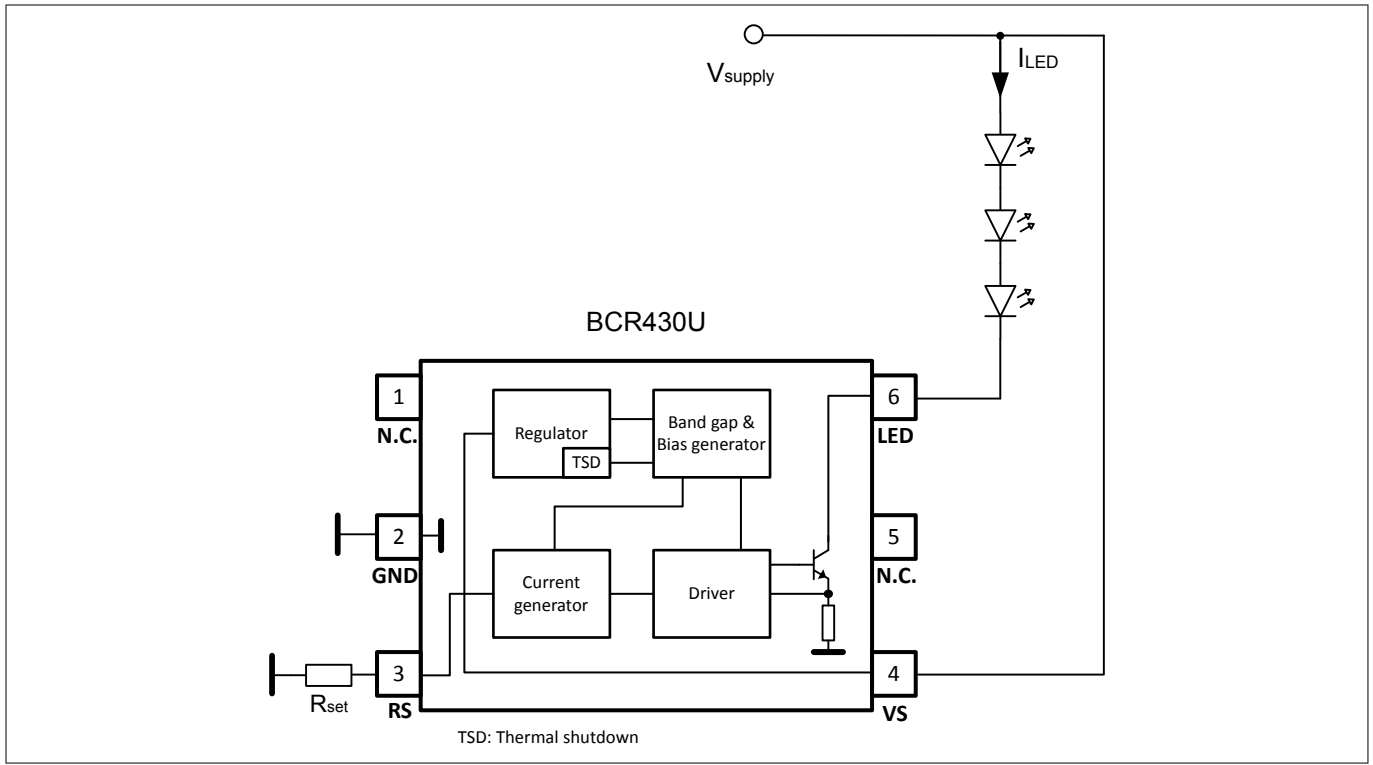 Vsupply
ILED
BCR430U
1
N.C.
Regulator
TSD
Band gap &
Bias generator
6
LED
2
GND
5
N.C.
Current
generator
Driver
3
RS
Rset
4
VS
TSD: Thermal shutdown